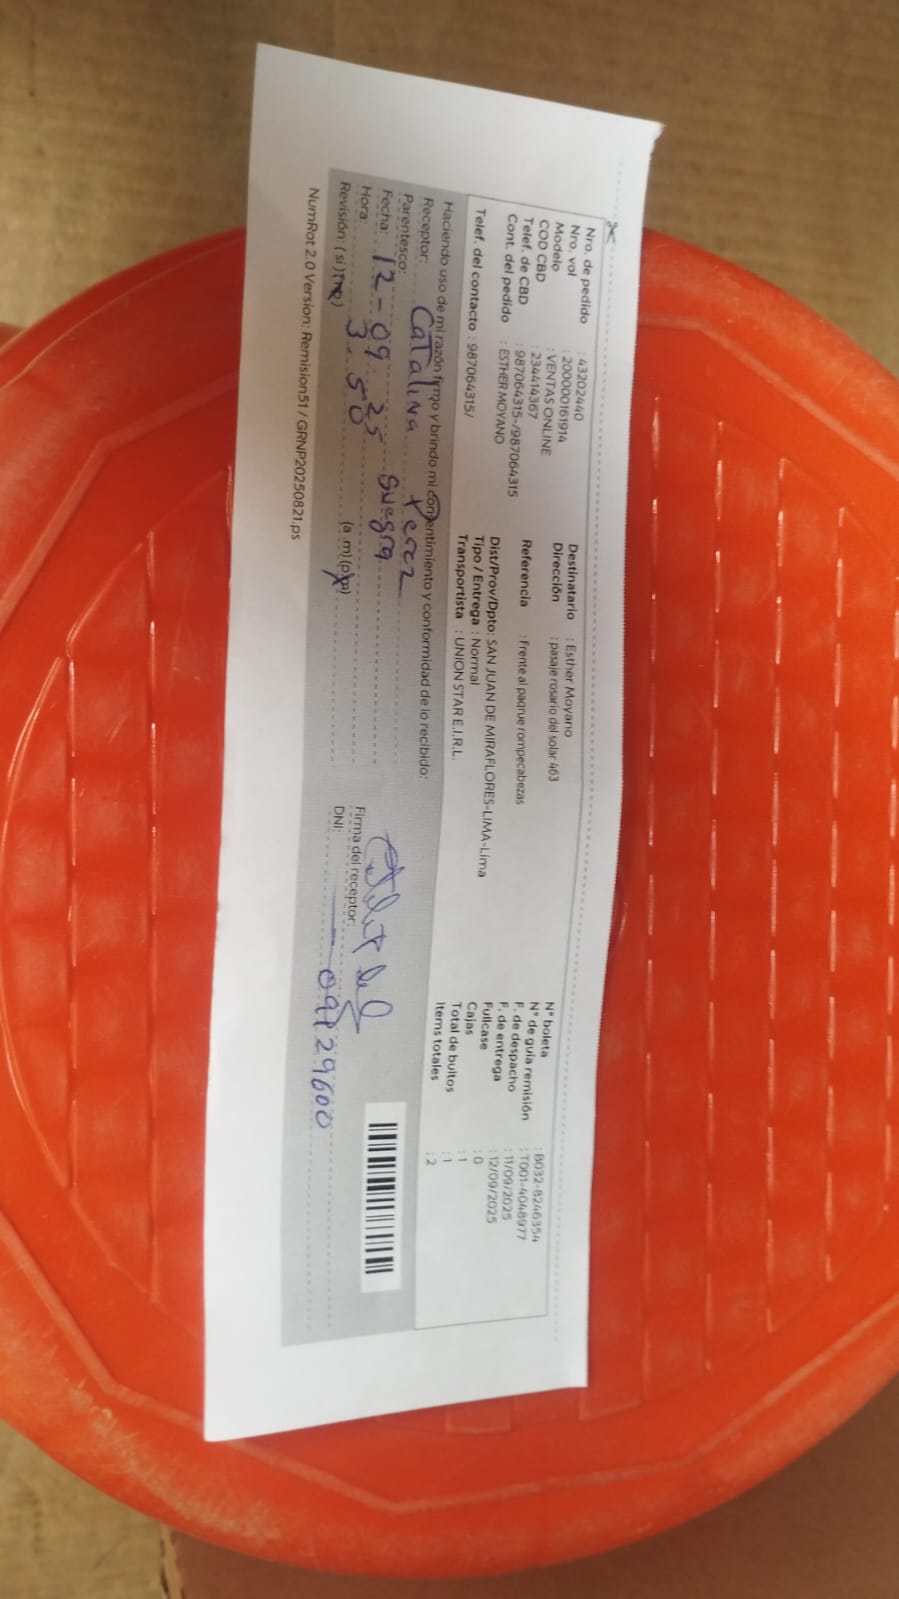 Nro. de pedido : 43202440
Nro. vol : 200000161914
Modelo : VENTAS ONLINE
COD CBD : 234414367
Telef. de CBD : 987064315-/987064315
Cont. del pedido : ESTHER MOYANO
Telef. del contacto : 987064315/
Destinatario : Esther Moyano
Dirección : pasaje rosario del solar 463
Referencia : Frente al paqrue rompecabezas
Dist/Prov/Dpto: SAN JUAN DE MIRAFLORES-LIMA-Lima
Tipo / Entrega : Normal
Transportista : UNION STAR E.I.R.L.
N° boleta : B032-8246354
N° de guía remisión : T001-4048977
F. de despacho : 11/09/2025
F. de entrega : 12/09/2025
Fullcase : 0
Cajas : 1
Total de bultos : 1
Items totales : 2
Haciendo uso de mi razón firmo y brindo mi consentimiento y conformidad de lo recibido:
Receptor: Catalina Perez
Parentesco: Suegra
Fecha: 12-09-25
Hora: 3:50 (a.m) (p.m)
Revisión: (si) (no)
Firma del receptor:
DNI:
NumRot 2.0 Version: Remision51 / GRNP20250821.ps